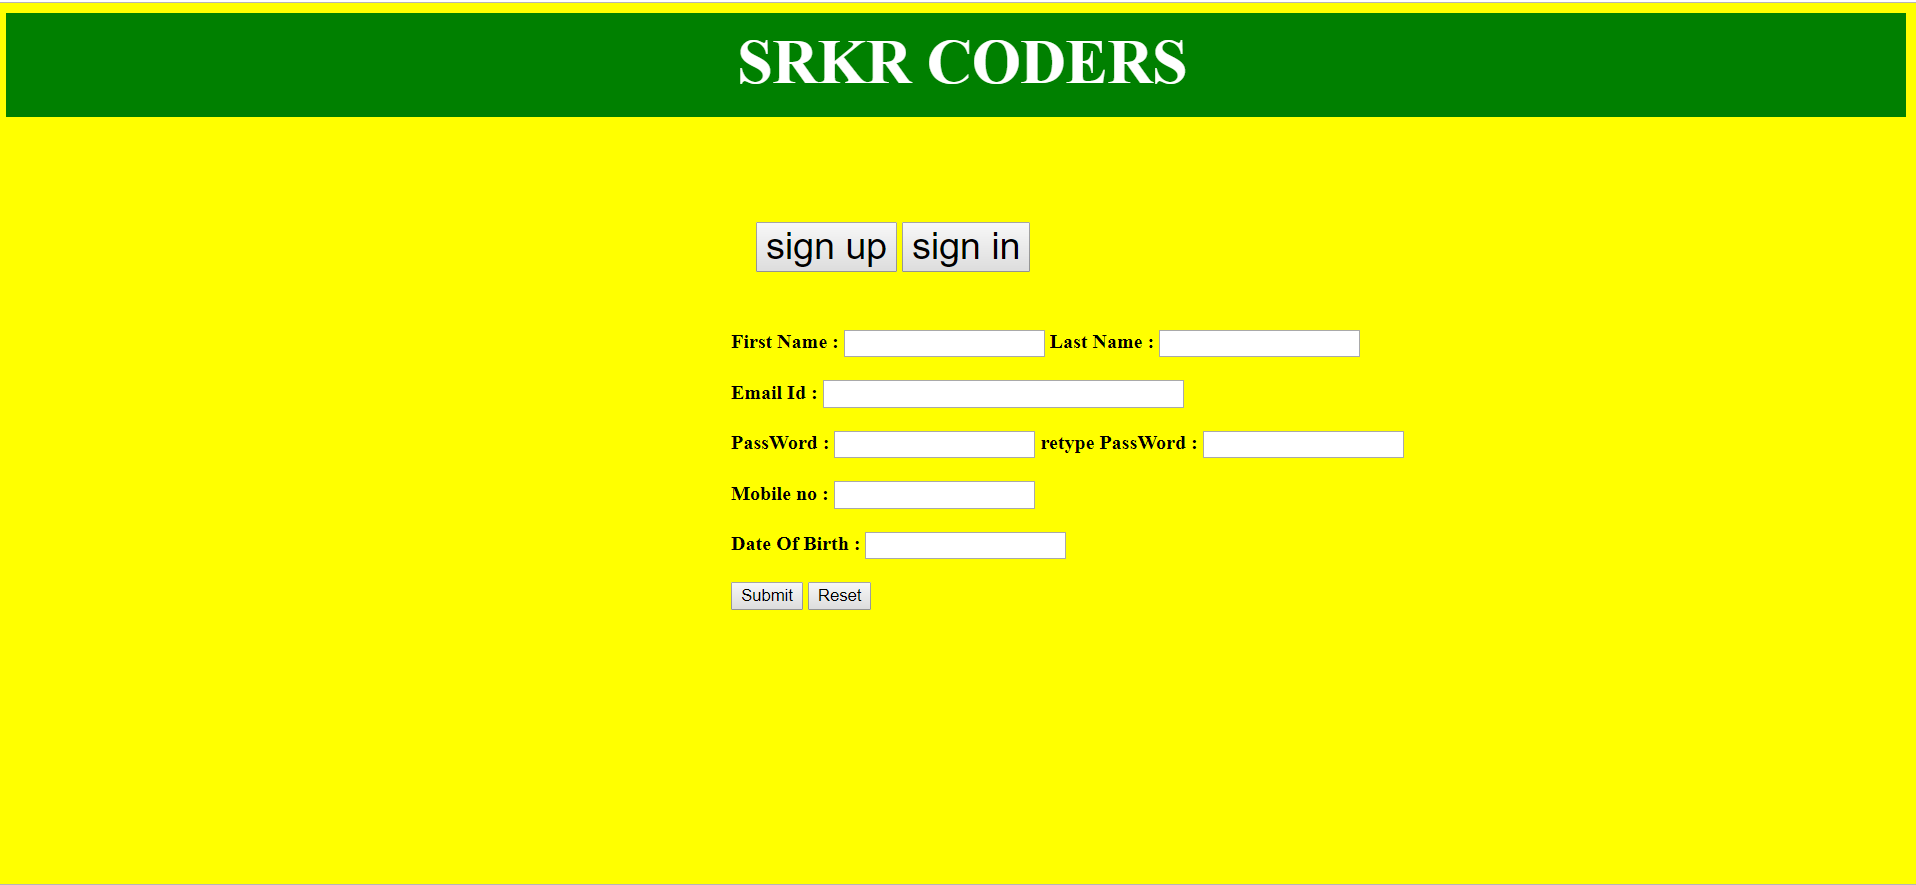 SRKR CODERS
sign up sign in
First Name : Last Name :
Email Id :
PassWord : retype PassWord :
Mobile no :
Date Of Birth :
Submit Reset